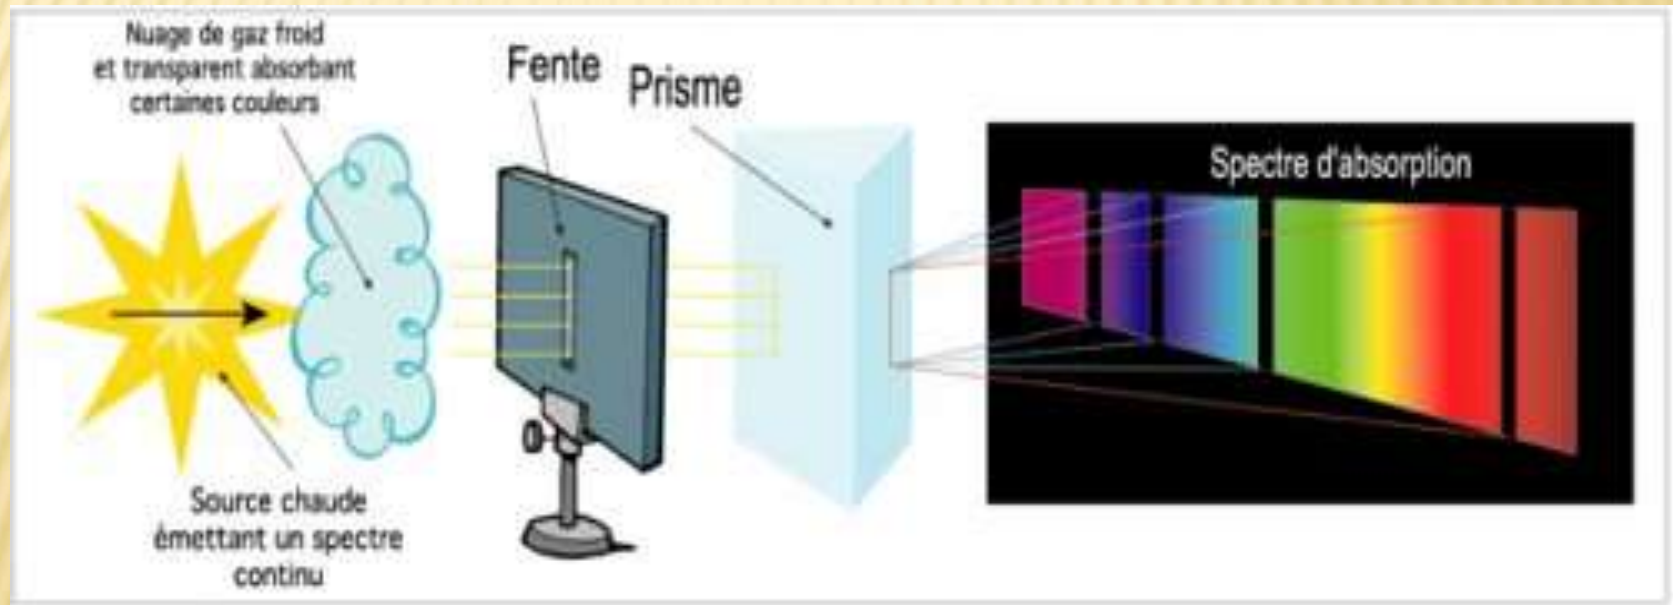 Nuage de gaz froid
et transparent absorbant
certaines couleurs
Fente
Prisme
Spectre d'absorption
Source chaude
émettant un spectre
continu